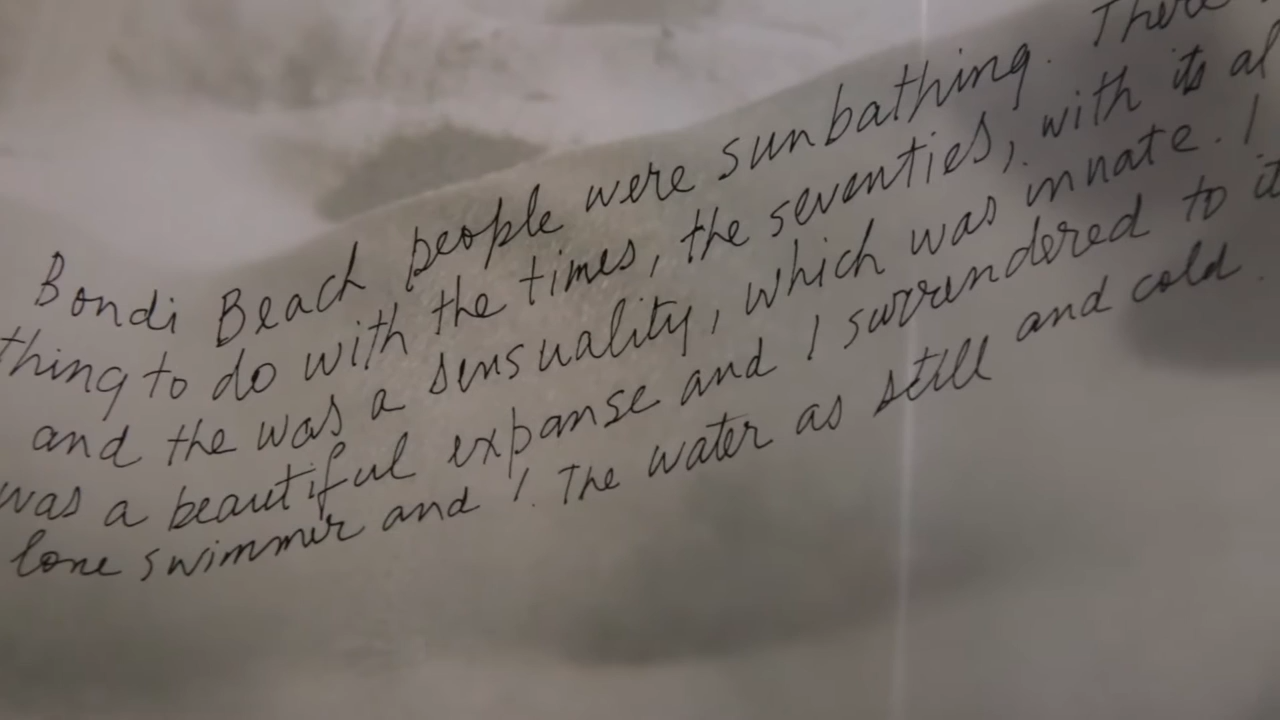 Bondi Beach people were sunbathing. There
thing to do with the times, the seventies, with its al
and the was a sensuality, which was innate. I
was a beautiful expanse and I surrendered to it
lone swimmer and I. The water as still and cold.